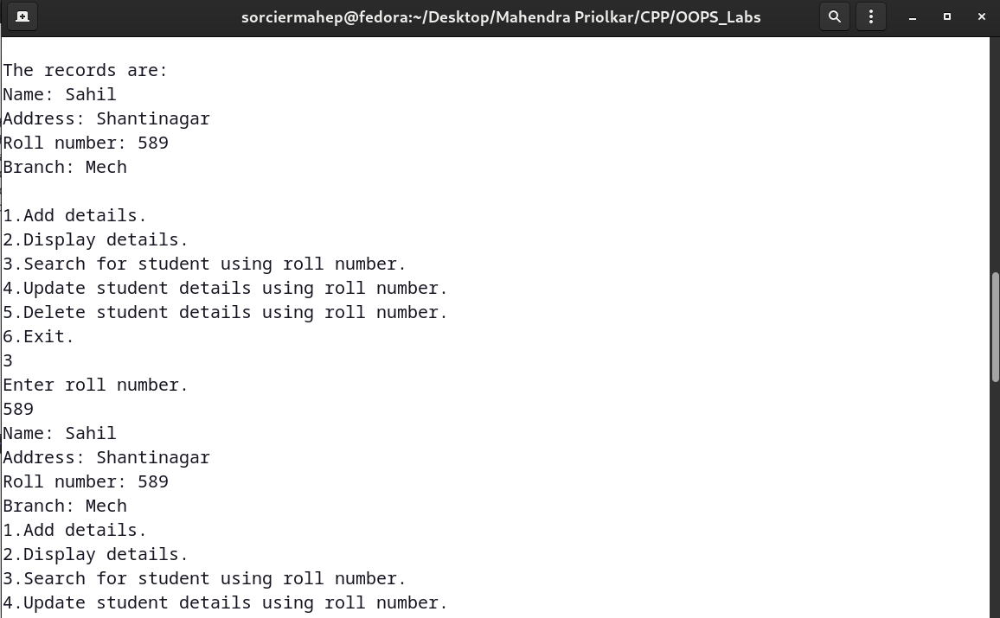 sorciermahep@fedora:~/Desktop/Mahendra Priolkar/CPP/OOPS_Labs
The records are:
Name: Sahil
Address: Shantinagar
Roll number: 589
Branch: Mech
1.Add details.
2.Display details.
3.Search for student using roll number.
4.Update student details using roll number.
5.Delete student details using roll number.
6.Exit.
3
Enter roll number.
589
Name: Sahil
Address: Shantinagar
Roll number: 589
Branch: Mech
1.Add details.
2.Display details.
3.Search for student using roll number.
4.Update student details using roll number.